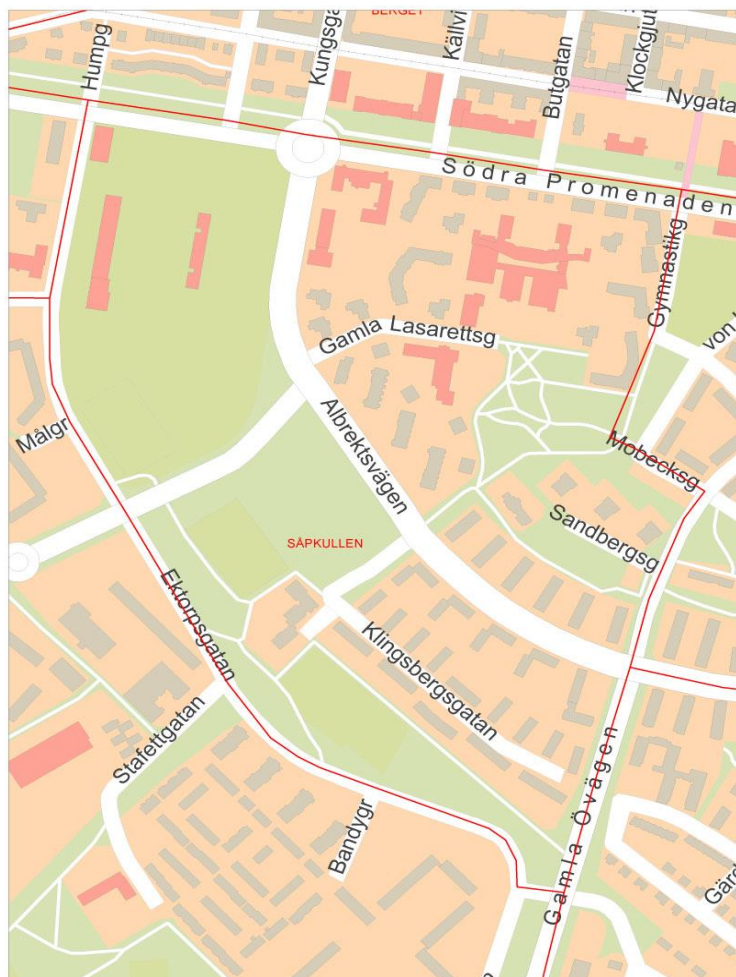 BERGET
Humpg
Kungsga
Källvi
Butgatan
Klockgjut
Nygata
Södra Promenaden
Gymnastikg
Gamla Lasarettsg
von
Målgr
Albrektsvägen
Mobecksg
Sandbergsg
SÅPKULLEN
Ektorpsgatan
Klingsbergsgatan
Stafettgatan
Bandygr
Gamla Övägen
Gärd